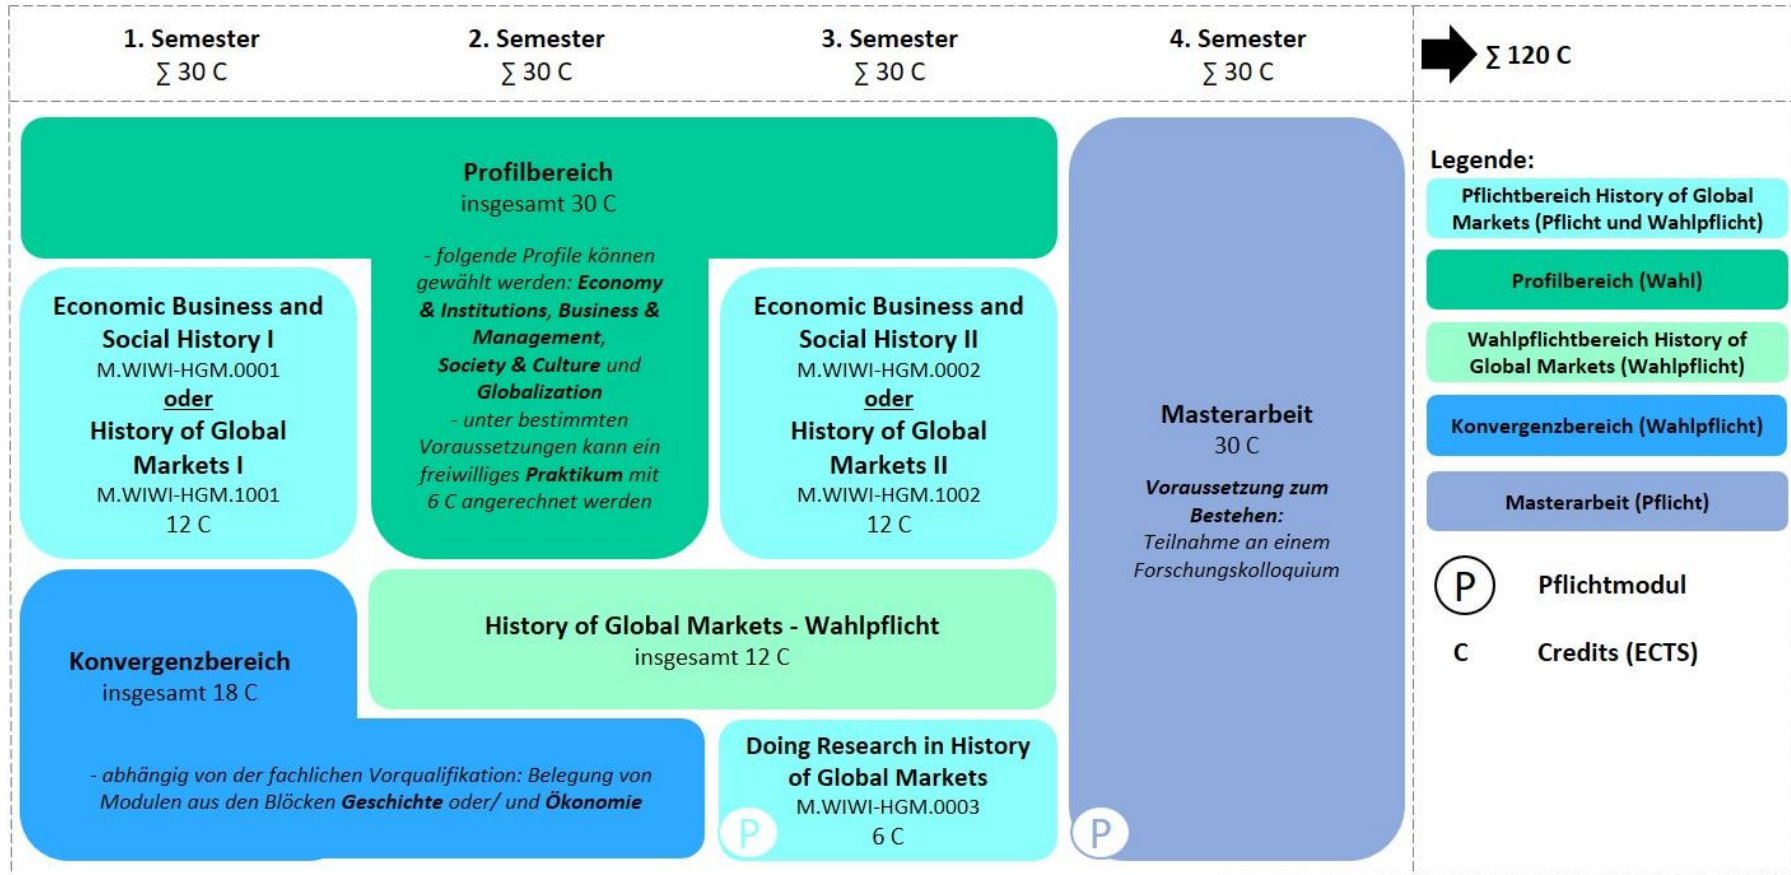 1. Semester
∑ 30 C
2. Semester
∑ 30 C
3. Semester
∑ 30 C
4. Semester
∑ 30 C
∑ 120 C
Profilbereich
insgesamt 30 C
- folgende Profile können
gewählt werden: Economy
& Institutions, Business &
Management,
Society & Culture und
Globalization
- unter bestimmten
Voraussetzungen kann ein
freiwilliges Praktikum mit
6 C angerechnet werden
Economic Business and
Social History I
M.WIWI-HGM.0001
oder
History of Global
Markets I
M.WIWI-HGM.1001
12 C
Economic Business and
Social History II
M.WIWI-HGM.0002
oder
History of Global
Markets II
M.WIWI-HGM.1002
12 C
Masterarbeit
30 C
Voraussetzung zum
Bestehen:
Teilnahme an einem
Forschungskolloquium
P
Konvergenzbereich
insgesamt 18 C
- abhängig von der fachlichen Vorqualifikation: Belegung von
Modulen aus den Blöcken Geschichte oder/ und Ökonomie
History of Global Markets - Wahlpflicht
insgesamt 12 C
Doing Research in History
of Global Markets
M.WIWI-HGM.0003
6 C
P
Legende:
Pflichtbereich History of Global
Markets (Pflicht und Wahlpflicht)
Profilbereich (Wahl)
Wahlpflichtbereich History of
Global Markets (Wahlpflicht)
Konvergenzbereich (Wahlpflicht)
Masterarbeit (Pflicht)
P Pflichtmodul
C Credits (ECTS)